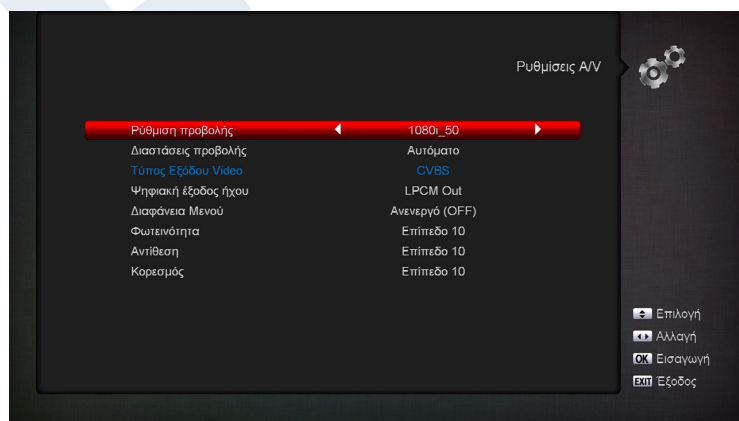 Ρυθμίσεις A/V
Ρύθμιση προβολής 1080i_50
Διαστάσεις προβολής Αυτόματο
Τύπος Εξόδου Video CVBS
Ψηφιακή έξοδος ήχου LPCM Out
Διαφάνεια Μενού Ανενεργό (OFF)
Φωτεινότητα Επίπεδο 10
Αντίθεση Επίπεδο 10
Κορεσμός Επίπεδο 10
Επιλογή
Αλλαγή
OK Εισαγωγή
EXIT Έξοδος